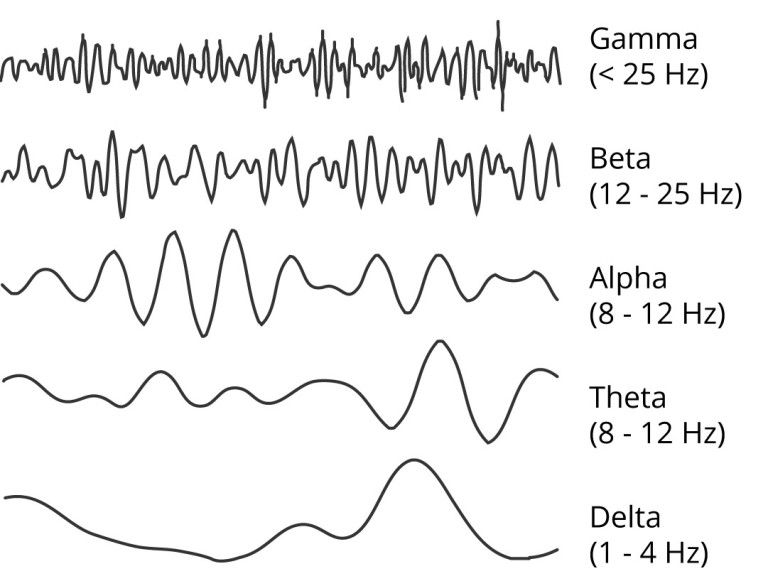 Gamma
(< 25 Hz)
Beta
(12 - 25 Hz)
Alpha
(8 - 12 Hz)
Theta
(8 - 12 Hz)
Delta
(1 - 4 Hz)